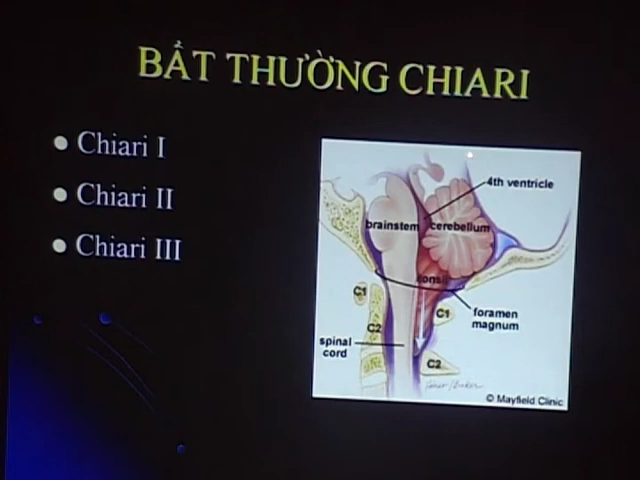 BẤT THƯỜNG CHIARI
Chiari I
Chiari II
Chiari III
4th ventricle
brainstem
cerebellum
tonsil
C1
C1
foramen
magnum
C2
spinal
cord
C2
© Mayfield Clinic